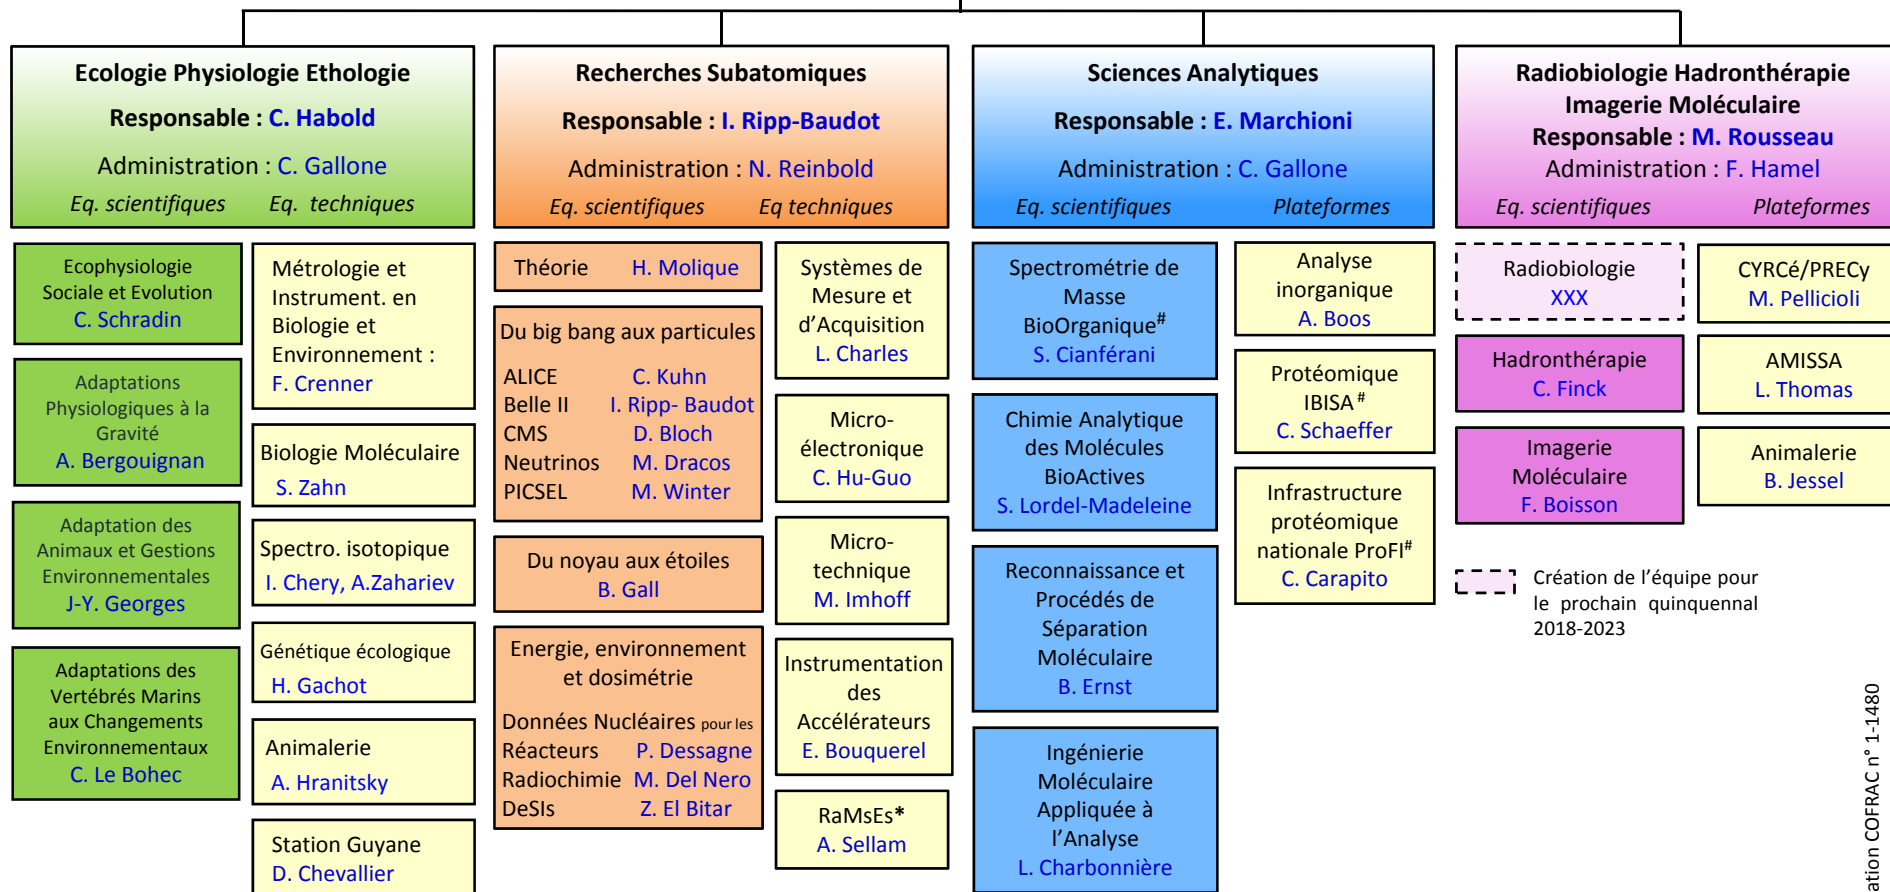 Ecologie Physiologie Ethologie
Responsable : C. Habold
Administration : C. Gallone
Eq. scientifiques Eq. techniques
Ecophysiologie
Sociale et Evolution
C. Schradin
Adaptations
Physiologiques à la
Gravité
A. Bergouignan
Adaptation des
Animaux et Gestions
Environnementales
J-Y. Georges
Adaptations des
Vertébrés Marins
aux Changements
Environnementaux
C. Le Bohec
Métrologie et
Instrument. en
Biologie et
Environnement :
F. Crenner
Biologie Moléculaire
S. Zahn
Spectro. isotopique
I. Chery, A.Zahariev
Génétique écologique
H. Gachot
Animalerie
A. Hranitsky
Station Guyane
D. Chevallier
Recherches Subatomiques
Responsable : I. Ripp-Baudot
Administration : N. Reinbold
Eq. scientifiques Eq techniques
Théorie H. Molique
Du big bang aux particules
ALICE C. Kuhn
Belle II I. Ripp- Baudot
CMS D. Bloch
Neutrinos M. Dracos
PICSEL M. Winter
Du noyau aux étoiles
B. Gall
Energie, environnement
et dosimétrie
Données Nucléaires pour les
Réacteurs P. Dessagne
Radiochimie M. Del Nero
DeSIs Z. El Bitar
Systèmes de
Mesure et
d'Acquisition
L. Charles
Micro-
électronique
C. Hu-Guo
Micro-
technique
M. Imhoff
Instrumentation
des
Accélérateurs
E. Bouquerel
RaMsEs*
A. Sellam
Sciences Analytiques
Responsable : E. Marchioni
Administration : C. Gallone
Eq. scientifiques Plateformes
Spectrométrie de
Masse
BioOrganique#
S. Cianférani
Chimie Analytique
des Molécules
BioActives
S. Lordel-Madeleine
Reconnaissance et
Procédés de
Séparation
Moléculaire
B. Ernst
Ingénierie
Moléculaire
Appliquée à
l'Analyse
L. Charbonnière
Analyse
inorganique
A. Boos
Protéomique
IBISA #
C. Schaeffer
Infrastructure
protéomique
nationale ProFI#
C. Carapito
Radiobiologie Hadronthérapie
Imagerie Moléculaire
Responsable : M. Rousseau
Administration : F. Hamel
Eq. scientifiques Plateformes
Radiobiologie
XXX
Hadronthérapie
C. Finck
Imagerie
Moléculaire
F. Boisson
CYRCé/PRECy
M. Pellicioli
AMISSA
L. Thomas
Animalerie
B. Jessel
Création de l'équipe pour
le prochain quinquennal
2018-2023
ation COFRAC n° 1-1480